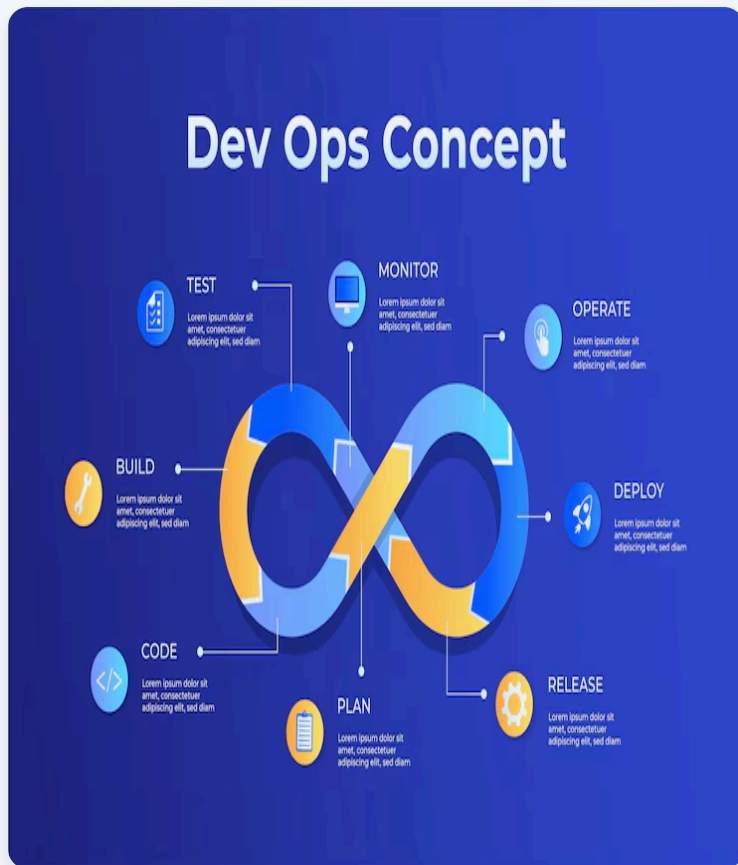 Dev Ops Concept
TEST
Lorem ipsum dolor sit
amet, consectetuer
adipiscing elit, sed diam
MONITOR
Lorem ipsum dolor sit
amet, consectetuer
adipiscing elit, sed diam
OPERATE
Lorem ipsum dolor sit
amet, consectetuer
adipiscing elit, sed diam
BUILD
Lorem ipsum dolor sit
amet, consectetuer
adipiscing elit, sed diam
DEPLOY
Lorem ipsum dolor sit
amet, consectetuer
adipiscing elit, sed diam
CODE
Lorem ipsum dolor sit
amet, consectetuer
adipiscing elit, sed diam
PLAN
Lorem ipsum dolor sit
amet, consectetuer
adipiscing elit, sed diam
RELEASE
Lorem ipsum dolor sit
amet, consectetuer
adipiscing elit, sed diam